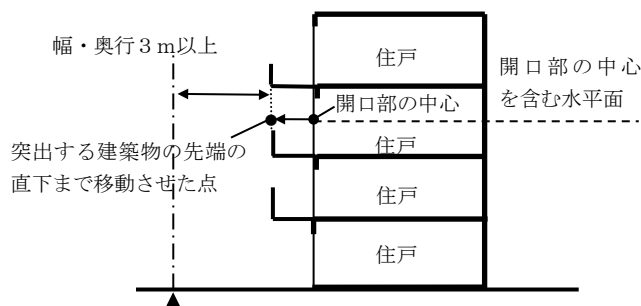 幅・奥行３ｍ以上
住戸
開口部の中心
を含む水平面
開口部の中心
突出する建築物の先端の
直下まで移動させた点
住戸
住戸
住戸